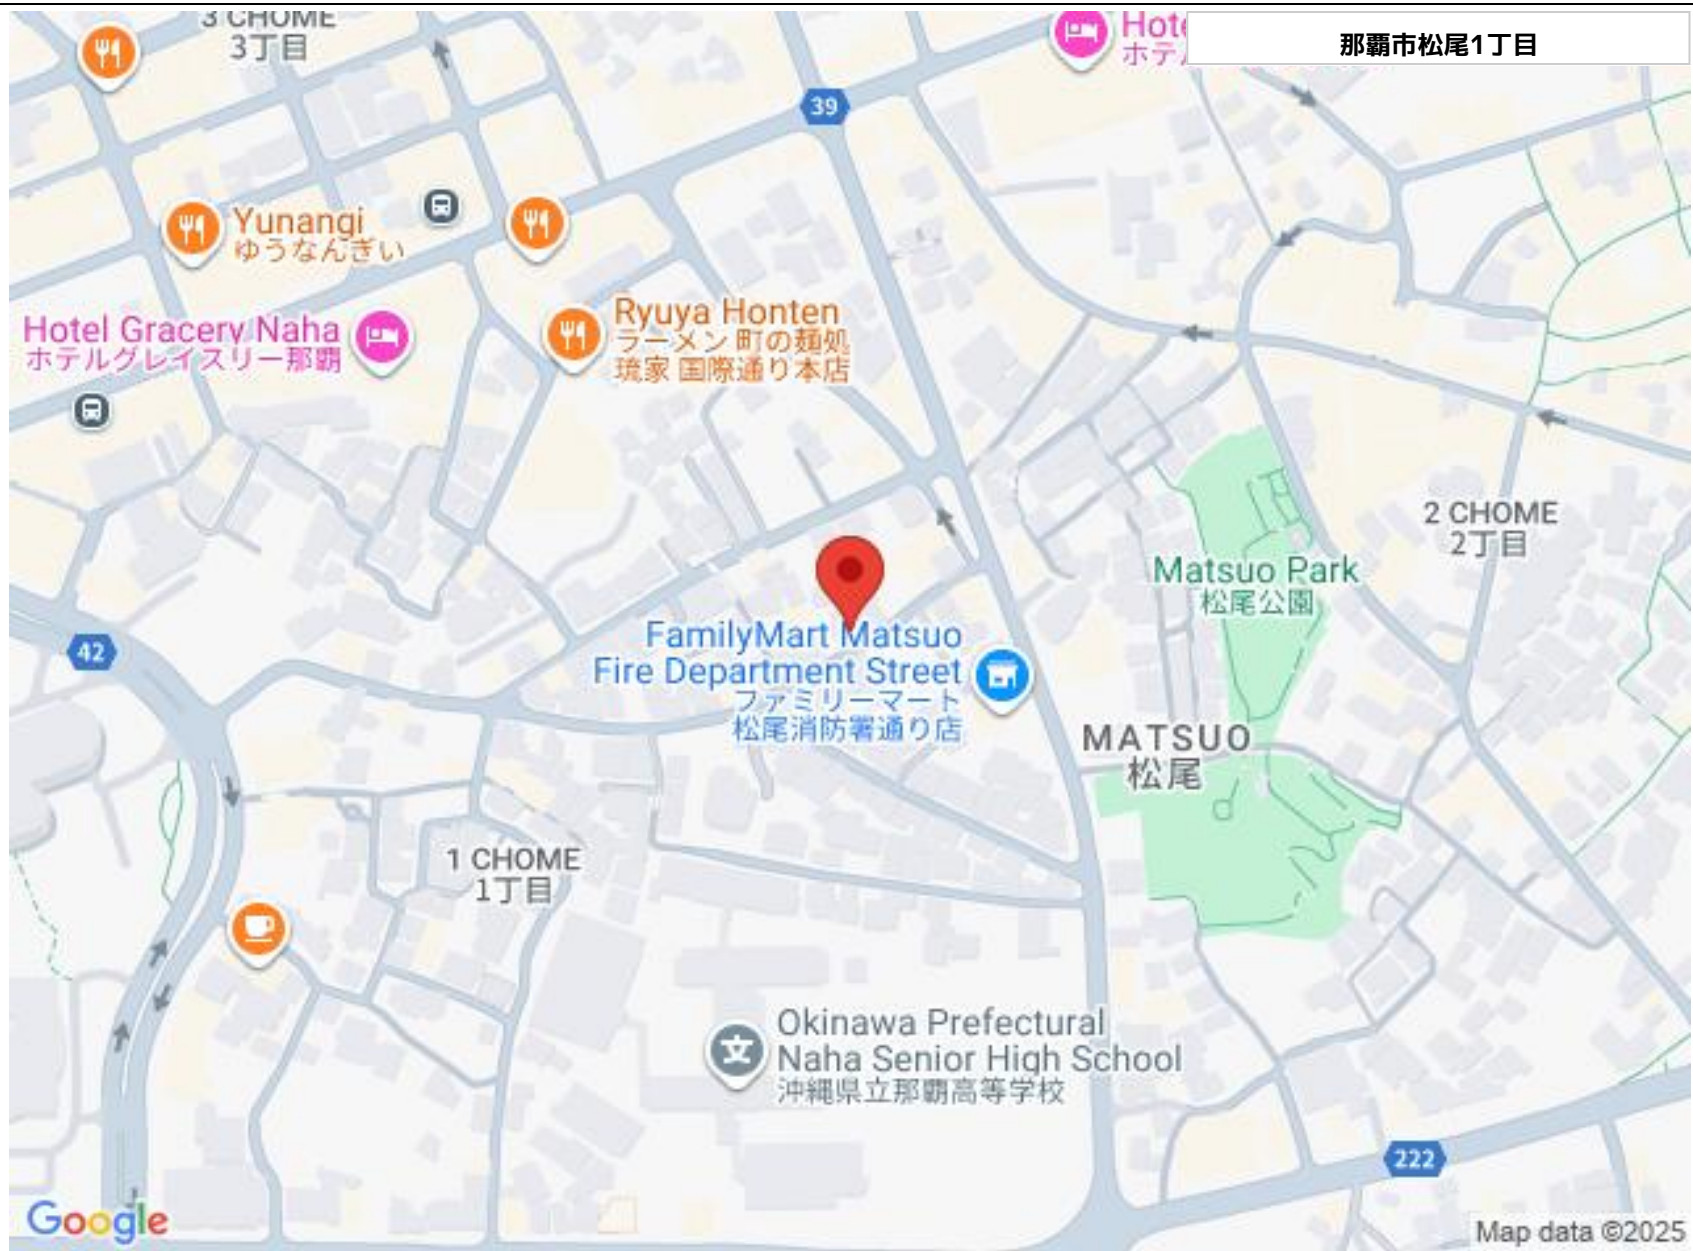 3 CHOME
3丁目
那覇市松尾1丁目
39
Yunangi
ゆうなんぎい
Hotel Gracery Naha
ホテルグレイスリー那覇
Ryuya Honten
ラーメン 町の麺処
琉家 国際通り本店
2 CHOME
2丁目
Matsuo Park
松尾公園
42
FamilyMart Matsuo
Fire Department Street
ファミリーマート
松尾消防署通り店
MATSUO
松尾
1 CHOME
1丁目
Okinawa Prefectural
Naha Senior High School
沖縄県立那覇高等学校
文
222
Google
Map data ©2025